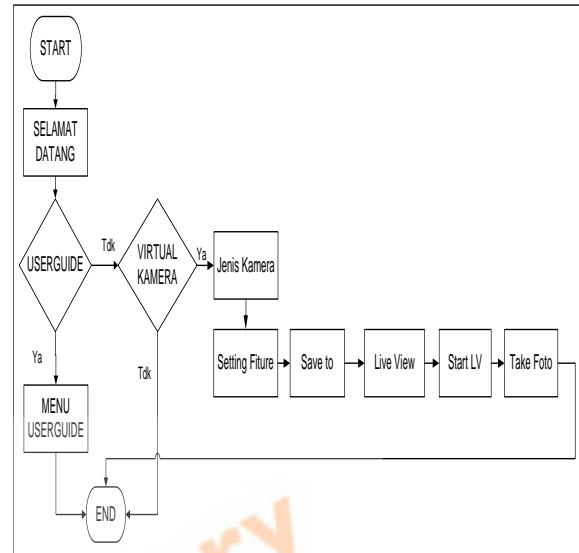 START
SELAMAT
DATANG
USERGUIDE
Tdk
VIRTUAL
KAMERA
Ya
Jenis Kamera
Setting Fiture
Save to
Live View
Start LV
Take Foto
Ya
Tdk
MENU
USERGUIDE
END